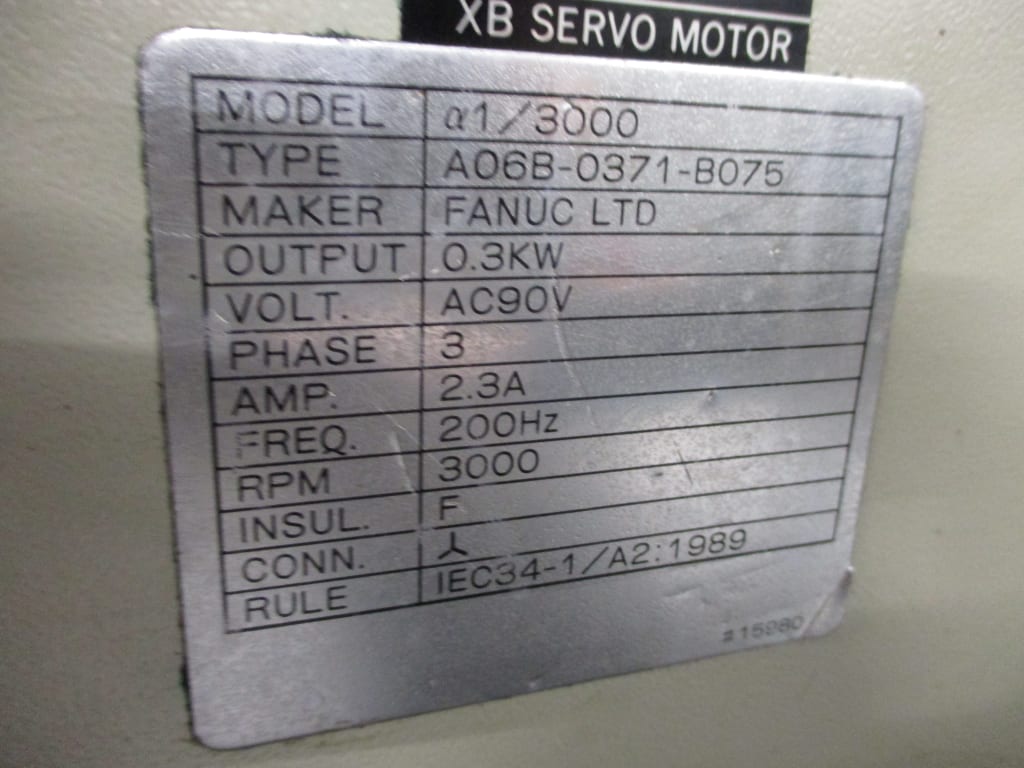 XB SERVO MOTOR
MODEL α1/3000
TYPE A06B-0371-B075
MAKER FANUC LTD
OUTPUT 0.3KW
VOLT. AC90V
PHASE 3
AMP. 2.3A
FREQ. 200Hz
RPM 3000
INSUL. F
CONN. ⅄
RULE IEC34-1/A2:1989
#15980